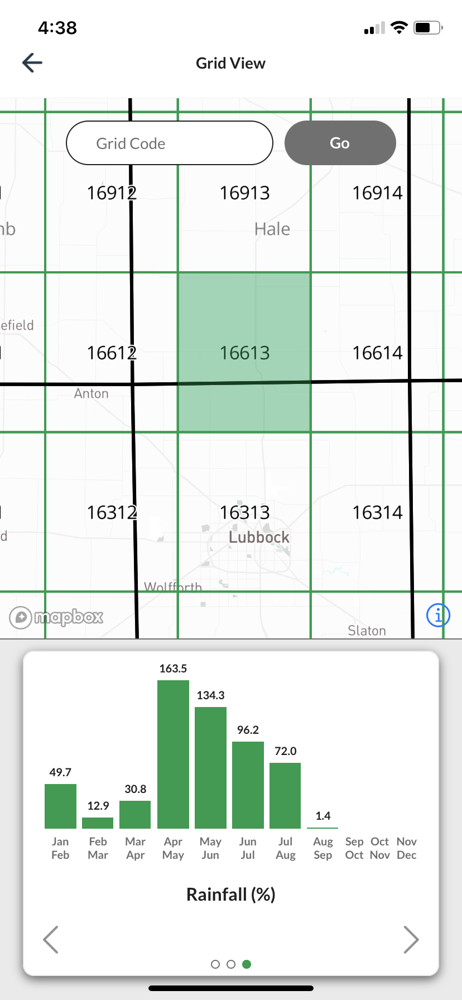 4:38
Grid View
Grid Code
Go
16912
16913
16914
Hale
16612
16613
16614
Anton
16312
16313
16314
Lubbock
Wolfforth
mapbox
Slaton
163.5
134.3
96.2
72.0
49.7
30.8
12.9
1.4
Jan Feb Mar Apr May Jun Jul Aug Sep Oct Nov
Feb Mar Apr May Jun Jul Aug Sep Oct Nov Dec
Rainfall (%)